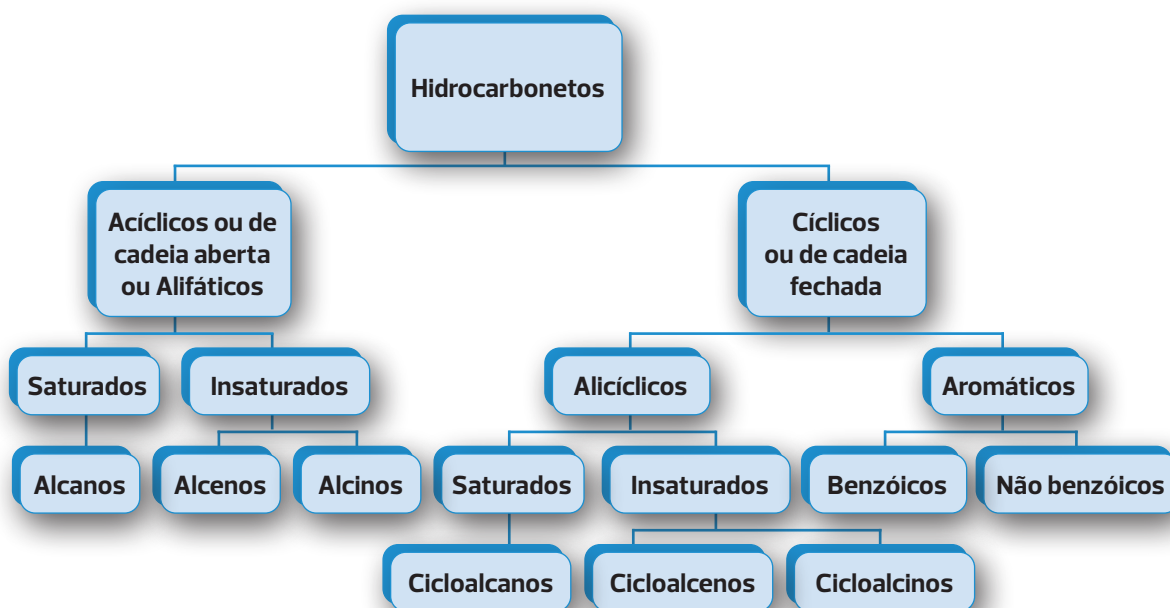 Hidrocarbonetos
Acíclicos ou de
cadeia aberta
ou Alifáticos
Cíclicos
ou de cadeia
fechada
Saturados
Insaturados
Alicíclicos
Aromáticos
Alcanos
Alcenos
Alcinos
Saturados
Insaturados
Benzóicos
Não benzóicos
Cicloalcanos
Cicloalcenos
Cicloalcinos